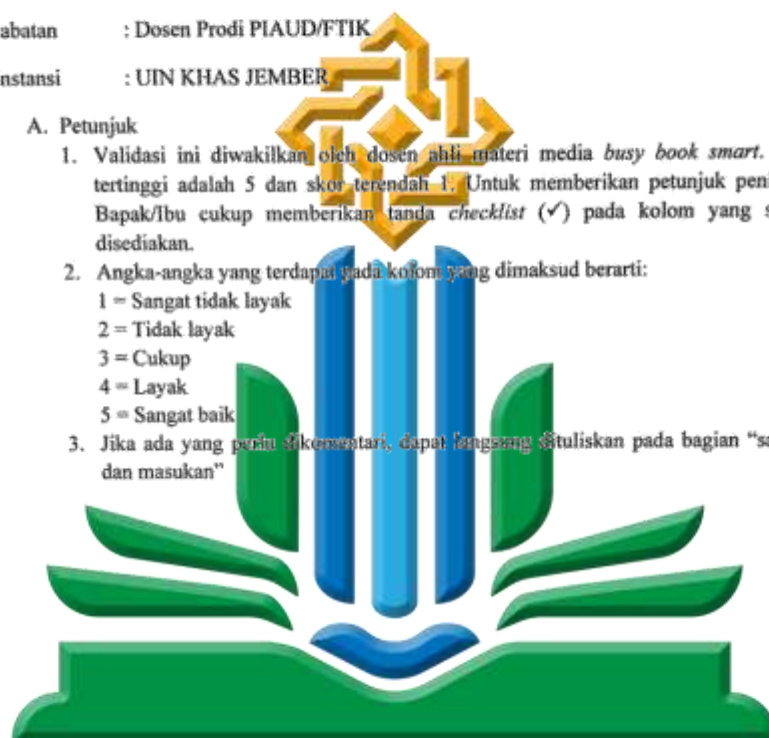 abatan : Dosen Prodi PIAUD/FTIK
nstansi : UIN KHAS JEMBER
A. Petunjuk
1. Validasi ini diwakilkan oleh dosen ahli materi media busy book smart.
tertinggi adalah 5 dan skor terendah 1. Untuk memberikan petunjuk peni
Bapak/Ibu cukup memberikan tanda checklist (✓) pada kolom yang s
disediakan.
2. Angka-angka yang terdapat pada kolom yang dimaksud berarti:
1 = Sangat tidak layak
2 = Tidak layak
3 = Cukup
4 = Layak
5 = Sangat baik
3. Jika ada yang perlu dikomentari, dapat langsung dituliskan pada bagian “sa
dan masukan”